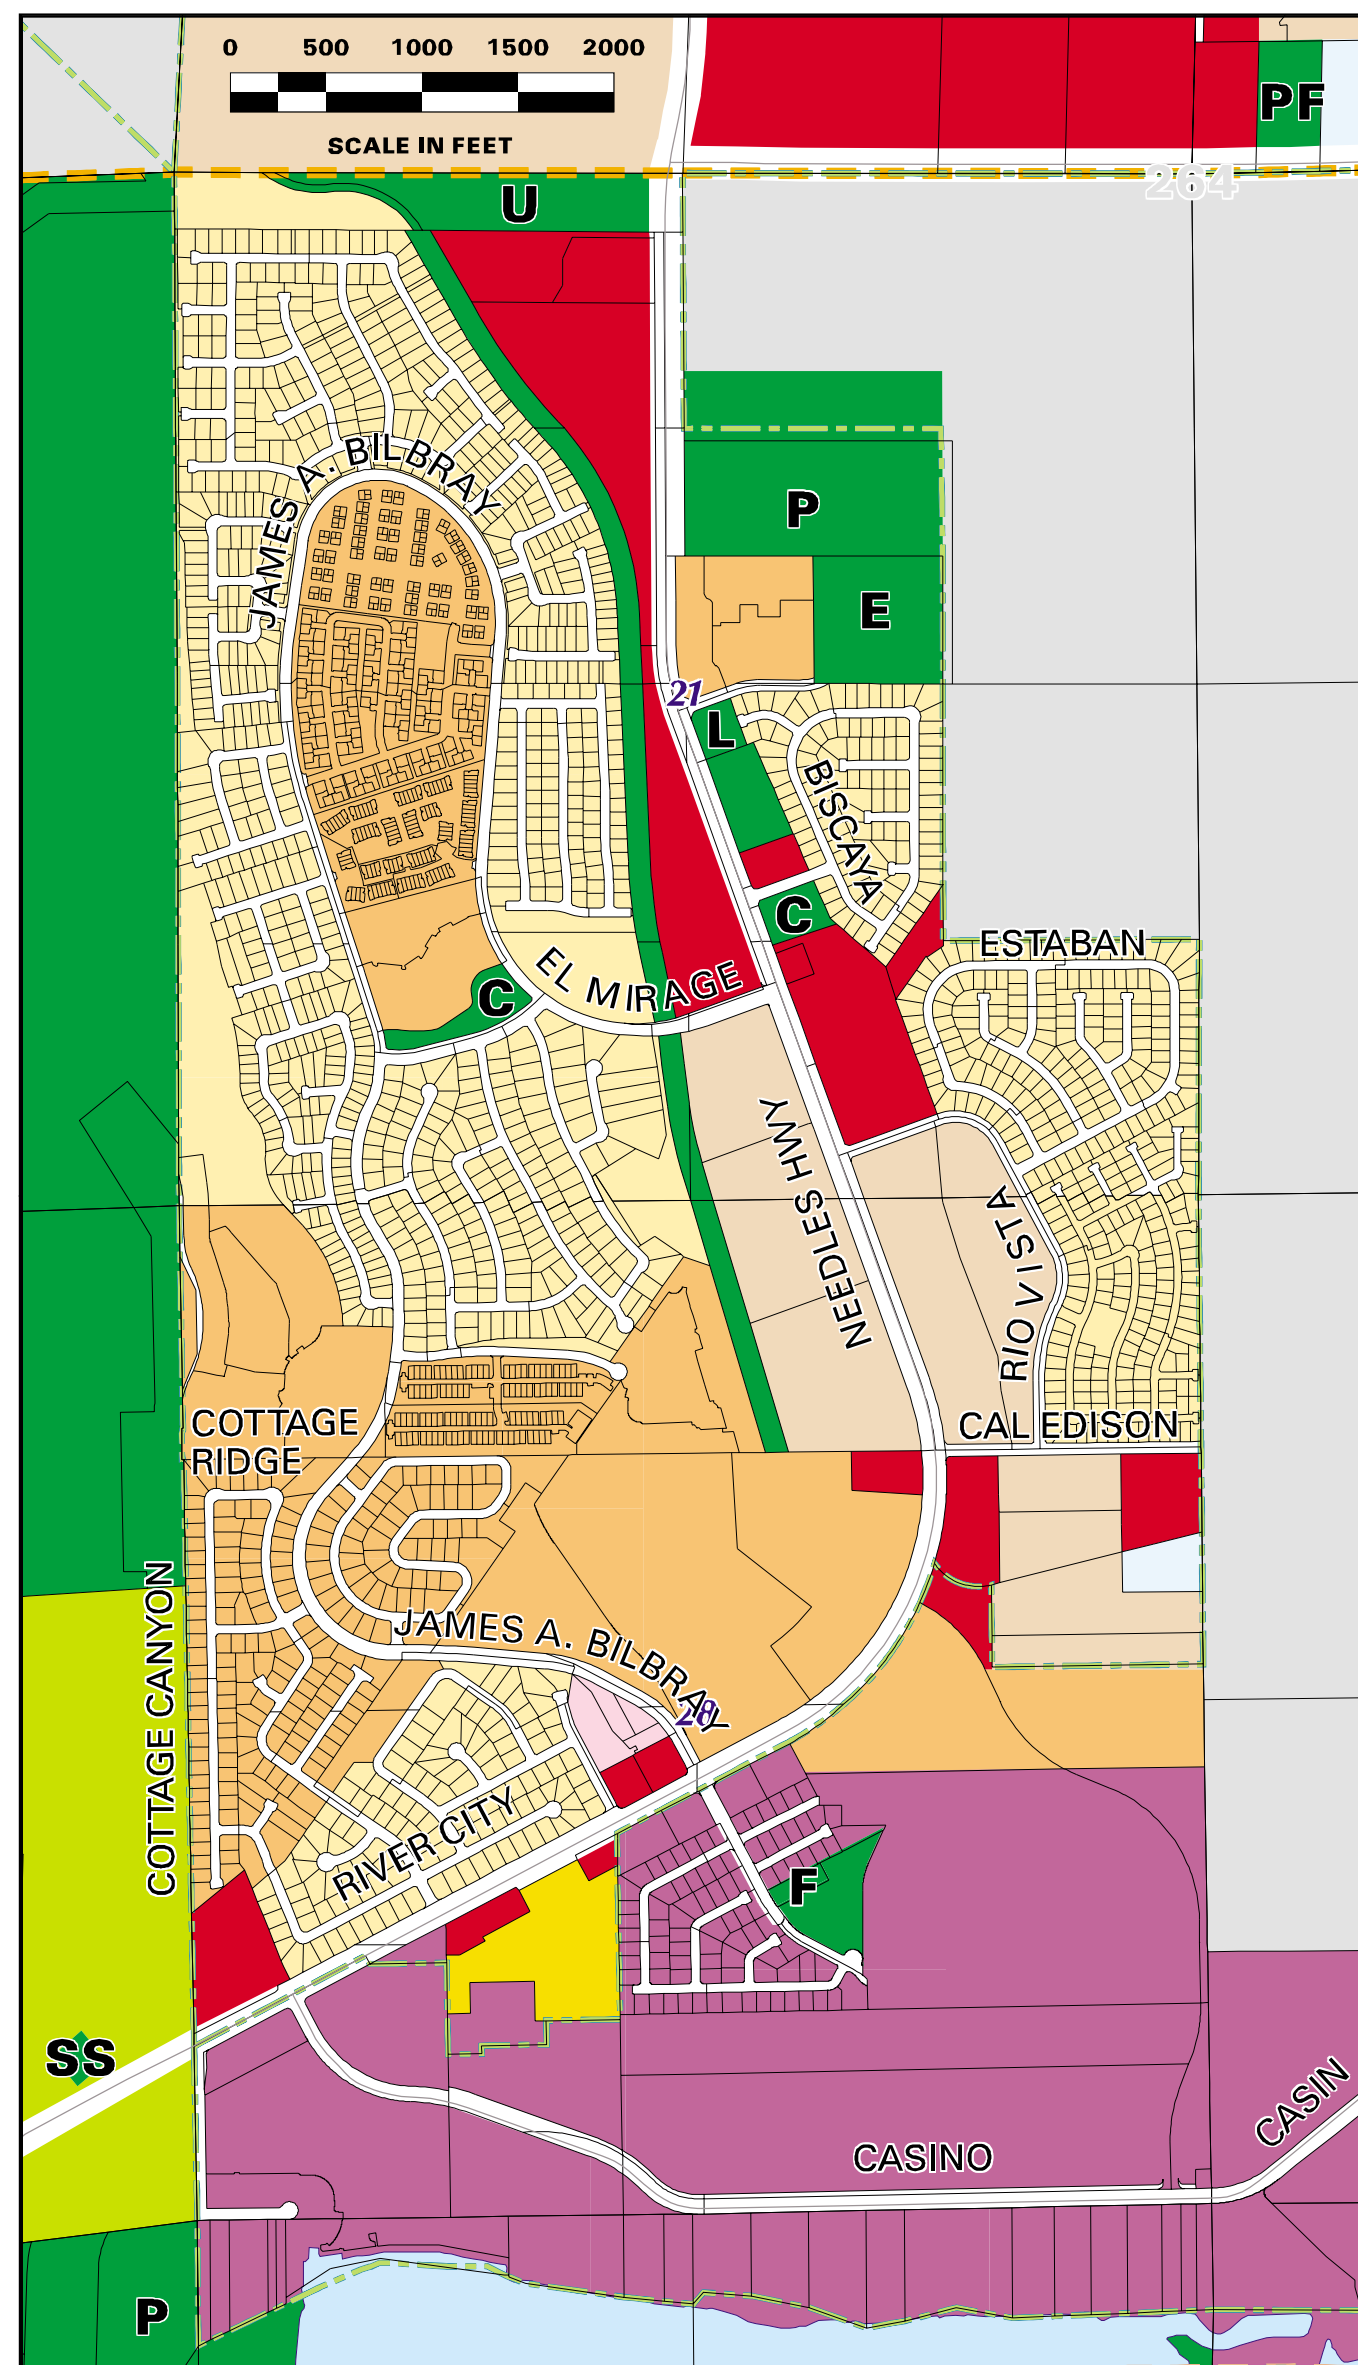 0 500 1000 1500 2000
SCALE IN FEET
PF
264
U
JAMES A. BILBRAY
P
E
21
L
BISCAYA
C
ESTABAN
EL MIRAGE
C
NEEDLES HWY
RIO VISTA
COTTAGE
RIDGE
CAL EDISON
COTTAGE CANYON
JAMES A. BILBRAY
28
RIVER CITY
F
SS
CASINO
CASIN
P